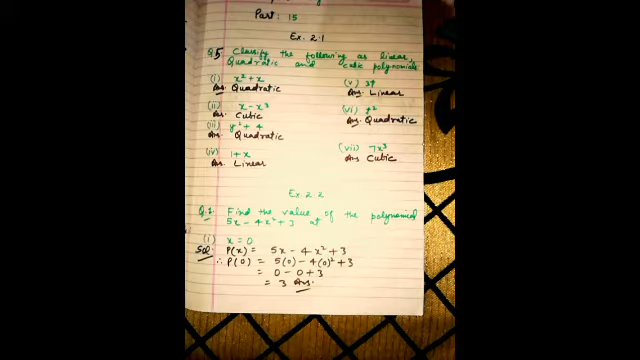 Part: 15
Ex. 2.1
Q5 Classify the following as linear,
Quadratic and cubic polynomials
(i) x² + x
Ans. Quadratic
(ii) x - x³
Ans. Cubic
(iii) y² + 4
Ans. Quadratic
(iv) 1 + x
Ans. Linear
(v) 3t
Ans. Linear
(vi) r²
Ans. Quadratic
(vii) 7x³
Ans Cubic
Ex. 2.2
Q.1. Find the value of the polynomial
5x - 4x² + 3 at
(i) x = 0
Sol: P(x) = 5x - 4x² + 3
∴ P(0) = 5(0) - 4(0)² + 3
= 0 - 0 + 3
= 3 Ans.